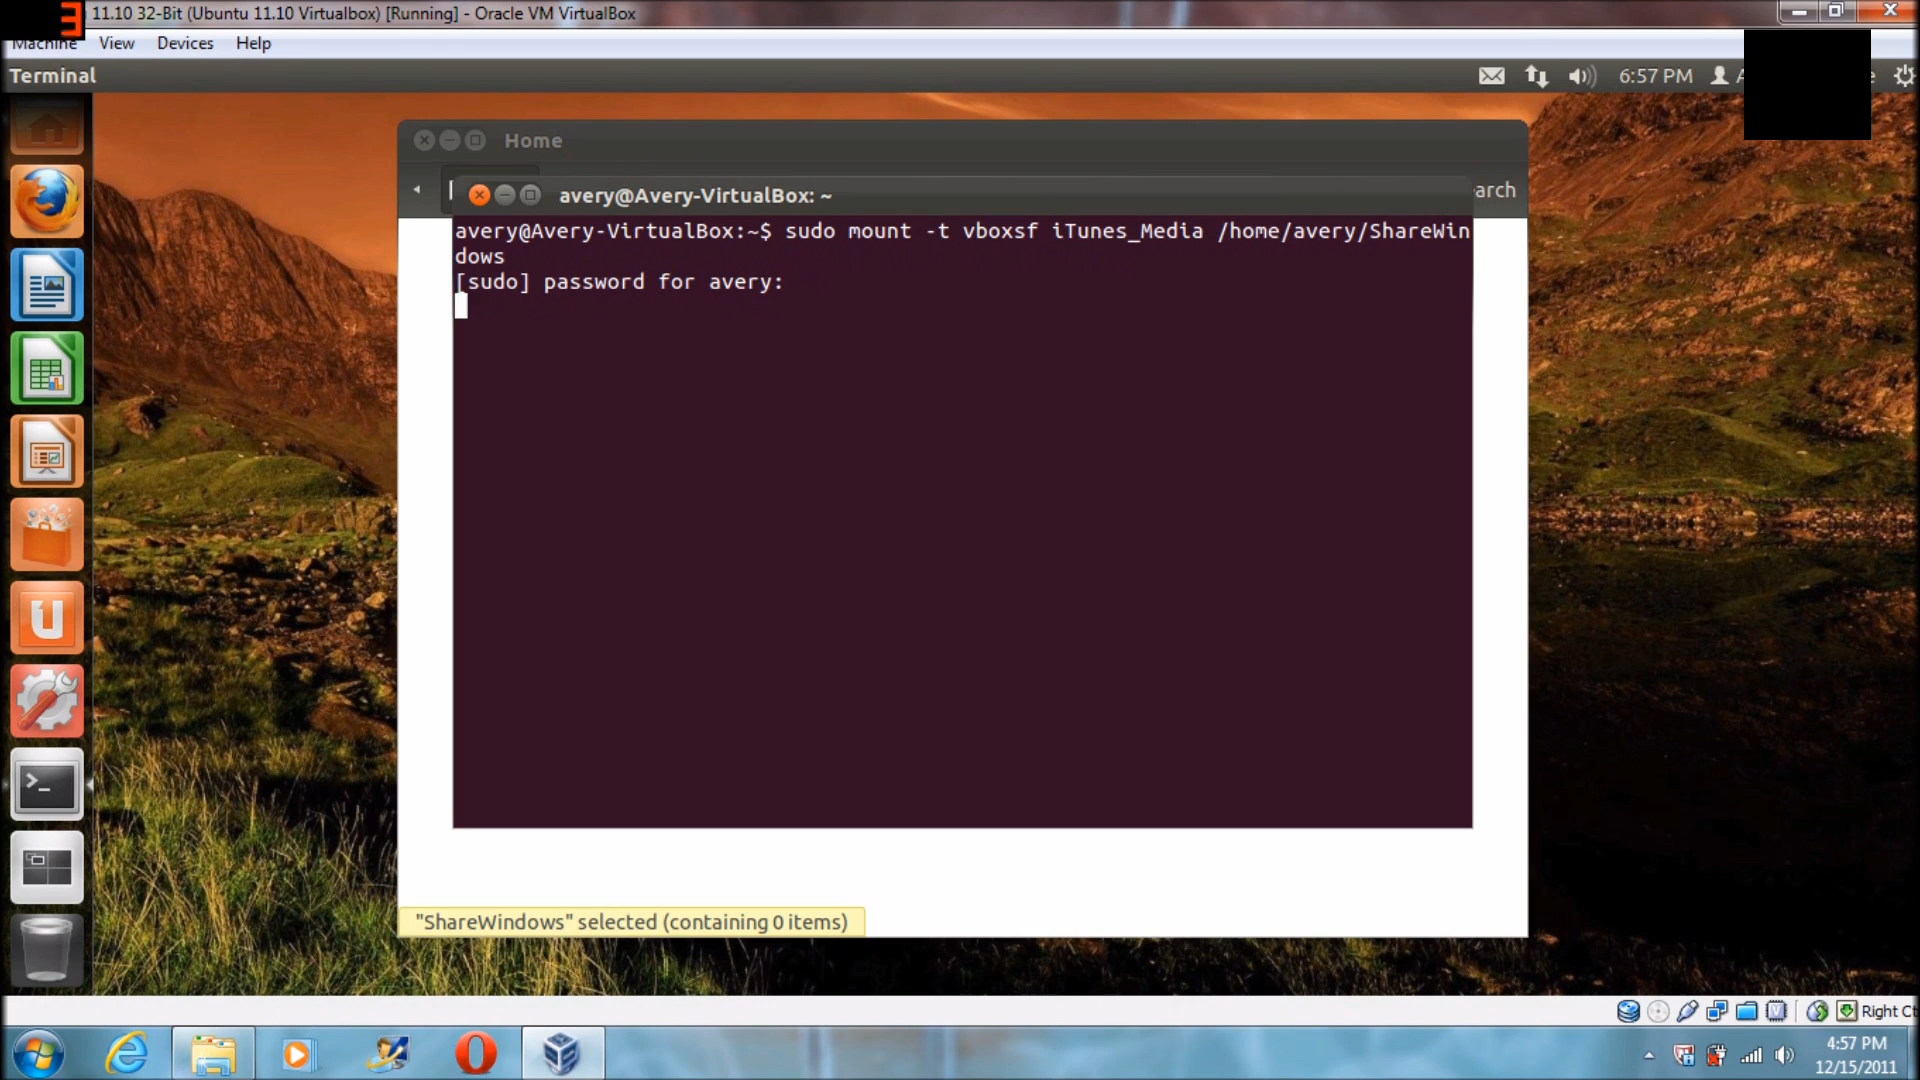 11.10 32-Bit (Ubuntu 11.10 Virtualbox) [Running] - Oracle VM VirtualBox
Machine View Devices Help
Terminal 6:57 PM
Home
arch
avery@Avery-VirtualBox: ~
avery@Avery-VirtualBox:~$ sudo mount -t vboxsf iTunes_Media /home/avery/ShareWin
dows
[sudo] password for avery:
"ShareWindows" selected (containing 0 items)
Right Ct
4:57 PM
12/15/2011